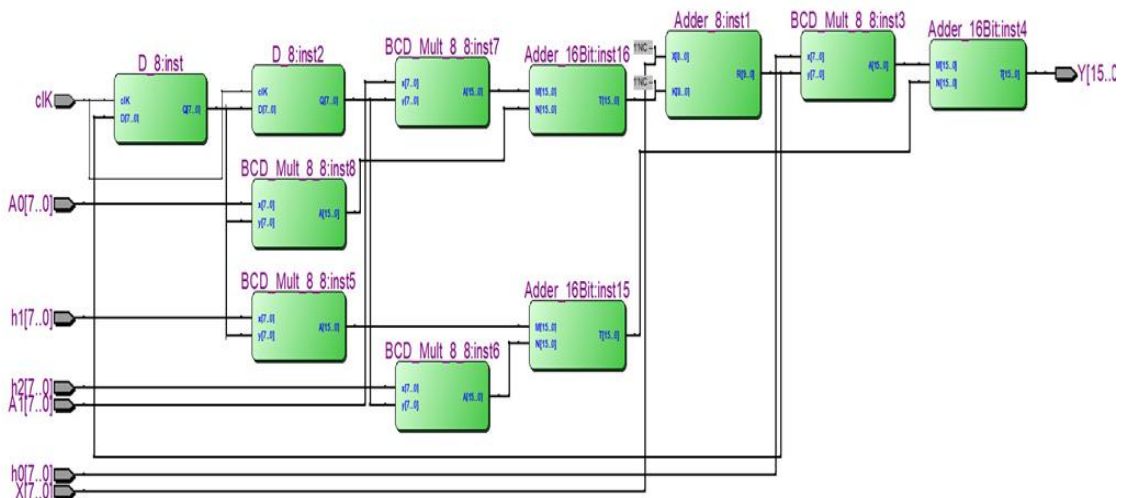 Adder_8:inst1
BCD_Mult_8_8:inst3
Adder_16Bit:inst4
BCD_Mult_8_8:inst7
Adder_16Bit:inst16
D_8:inst
D_8:inst2
1'NC--
X[8..0]
R[9..0]
x[7..0]
y[7..0]
A[15..0]
M[15..0]
N[15..0]
T[15..0]
Y[15..0
1'NC--
clK
clK
D[7..0]
Q[7..0]
clK
D[7..0]
Q[7..0]
x[7..0]
y[7..0]
A[15..0]
M[15..0]
N[15..0]
T[15..0]
BCD_Mult_8_8:inst8
A0[7..0]
x[7..0]
y[7..0]
A[15..0]
BCD_Mult_8_8:inst5
Adder_16Bit:inst15
h1[7..0]
x[7..0]
y[7..0]
A[15..0]
M[15..0]
N[15..0]
T[15..0]
BCD_Mult_8_8:inst6
h2[7..0]
A1[7..0]
x[7..0]
y[7..0]
A[15..0]
h0[7..0]
X[7..0]